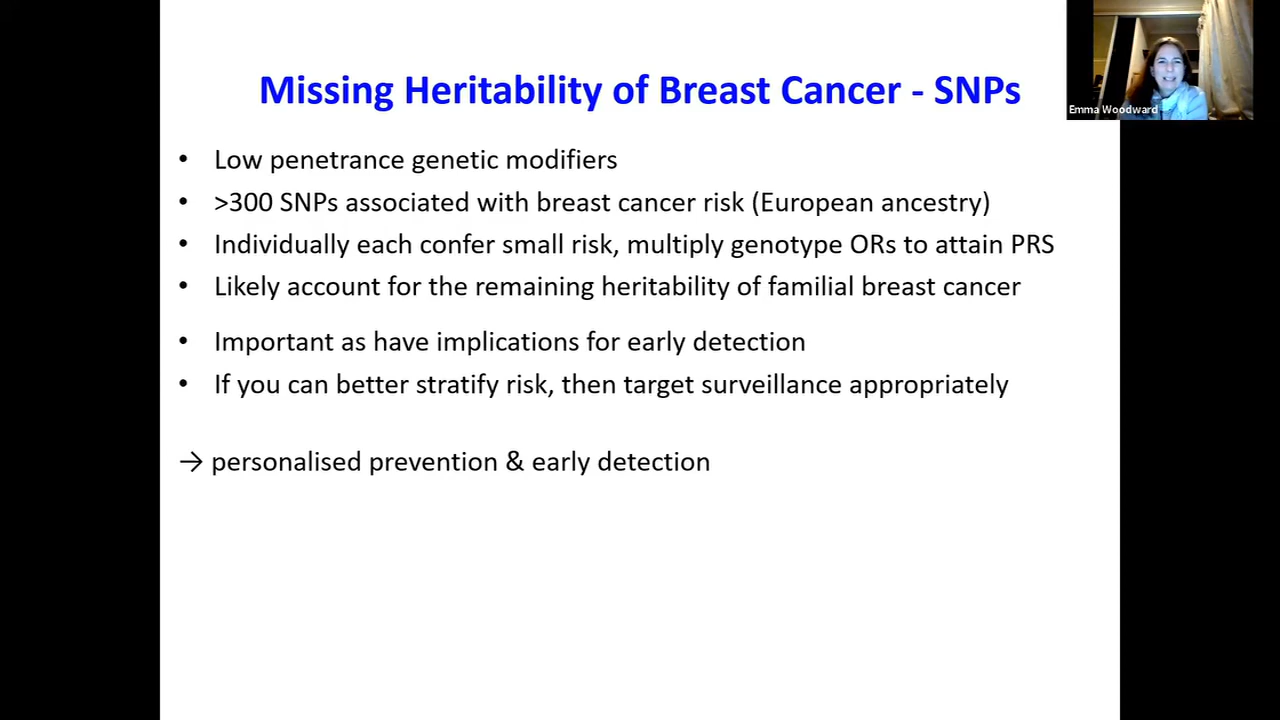 Missing Heritability of Breast Cancer - SNPs
Emma Woodward
• Low penetrance genetic modifiers
• >300 SNPs associated with breast cancer risk (European ancestry)
• Individually each confer small risk, multiply genotype ORs to attain PRS
• Likely account for the remaining heritability of familial breast cancer
• Important as have implications for early detection
• If you can better stratify risk, then target surveillance appropriately
→ personalised prevention & early detection